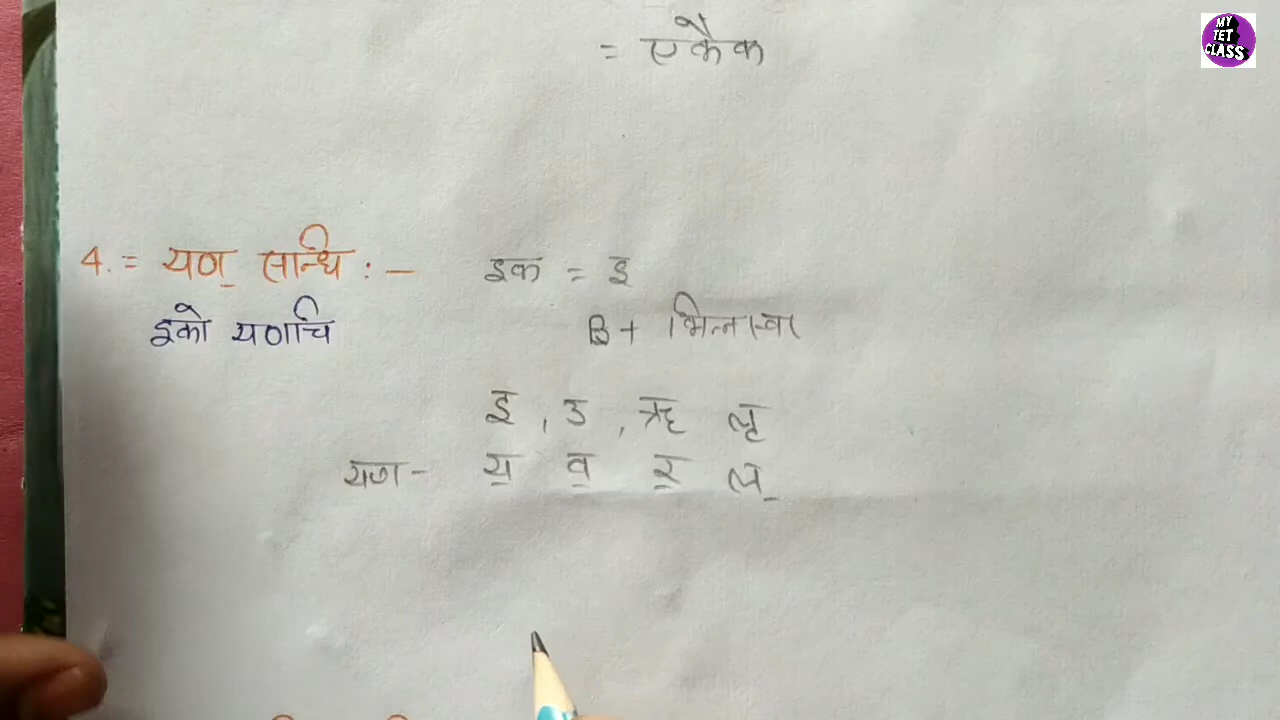 = एकैक
MY TET CLASS
4. = यण् सन्धि : - इक = इ
इको यणचि
B + भिन्न स्वर
इ , उ , ऋ लृ
यण - य् व् र् ल्